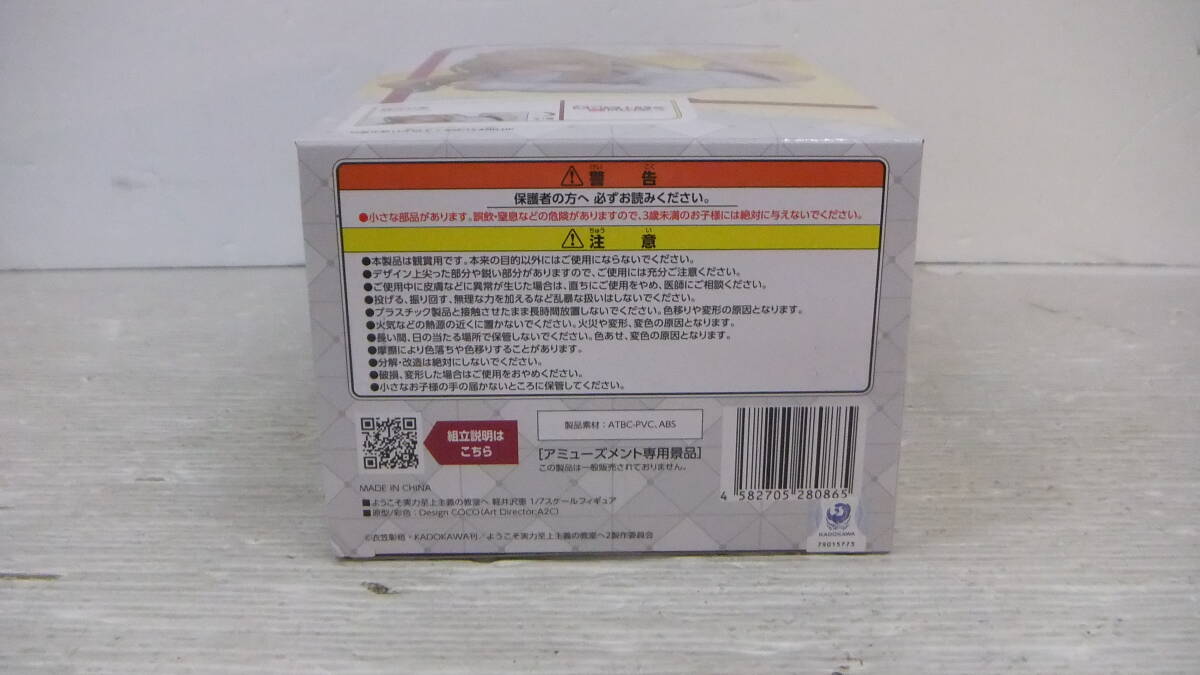 ⚠警告
けい こく
保護者の方へ 必ずお読みください。
●小さな部品があります。誤飲・窒息などの危険がありますので、3歳未満のお子様には絶対に与えないでください。
⚠注意
ちゅう い
●本製品は観賞用です。本来の目的以外にはご使用にならないでください。
●デザイン上尖った部分や鋭い部分がありますので、ご使用には充分ご注意ください。
●ご使用中に皮膚などに異常が生じた場合は、直ちにご使用をやめ、医師にご相談ください。
●投げる、振り回す、無理な力を加えるなど乱暴な扱いはしないでください。
●プラスチック製品と接触させたまま長時間放置しないでください。色移りや変形の原因となります。
●火気などの熱源の近くに置かないでください。火災や変形、変色の原因となります。
●長い間、日の当たる場所で保管しないでください。色あせ、変色の原因となります。
●摩擦により色落ちや色移りすることがあります。
●分解・改造は絶対にしないでください。
●破損、変形した場合はご使用をおやめください。
●小さなお子様の手の届かないところに保管してください。
組立説明は
こちら
製品素材：ATBC-PVC、ABS
[アミューズメント専用景品]
この製品は一般販売されておりません。
MADE IN CHINA
■ようこそ実力至上主義の教室へ 軽井沢恵 1/7スケールフィギュア
■原型/彩色：Design COCO(Art Director:A2C)
©衣笠彰梧・KADOKAWA刊／ようこそ実力至上主義の教室へ2製作委員会
4 582705 280865
KADOKAWA
79015773